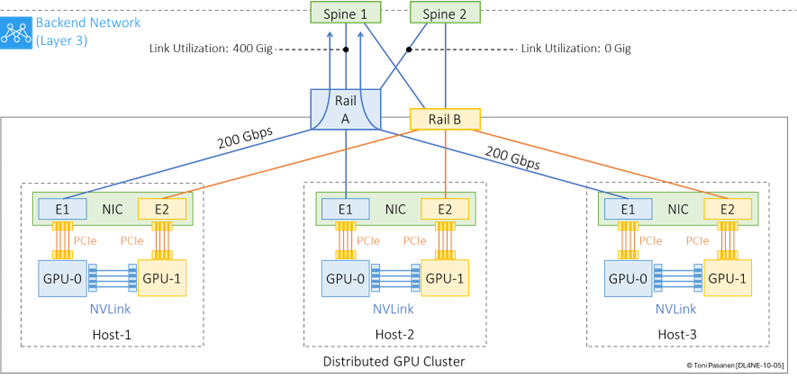 Backend Network
(Layer 3)
Spine 1
Spine 2
Link Utilization: 400 Gig
Link Utilization: 0 Gig
Rail
A
Rail B
200 Gbps
200 Gbps
E1 NIC E2
E1 NIC E2
E1 NIC E2
PCIe PCIe
PCIe PCIe
PCIe PCIe
GPU-0 GPU-1
GPU-0 GPU-1
GPU-0 GPU-1
NVLink
NVLink
NVLink
Host-1
Host-2
Host-3
Distributed GPU Cluster
© Toni Pasanen [DL4NE-10-05]